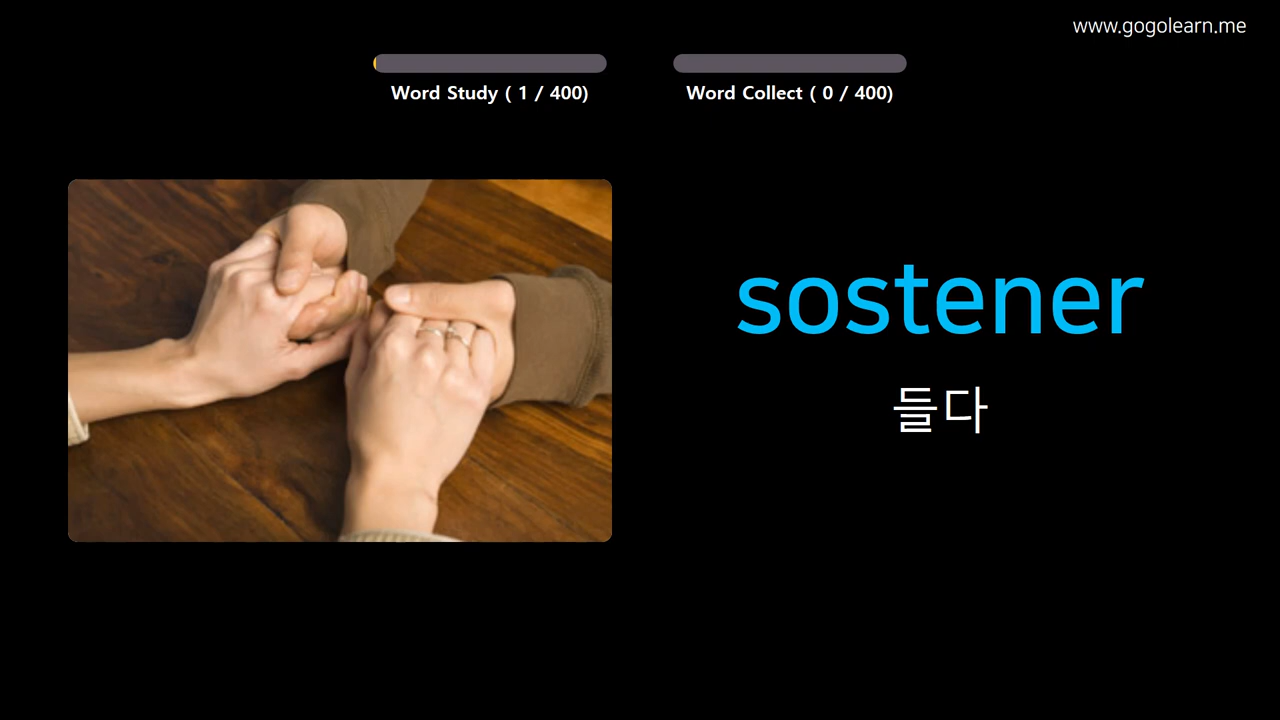 www.gogolearn.me
Word Study ( 1 / 400)
Word Collect ( 0 / 400)
sostener
들다